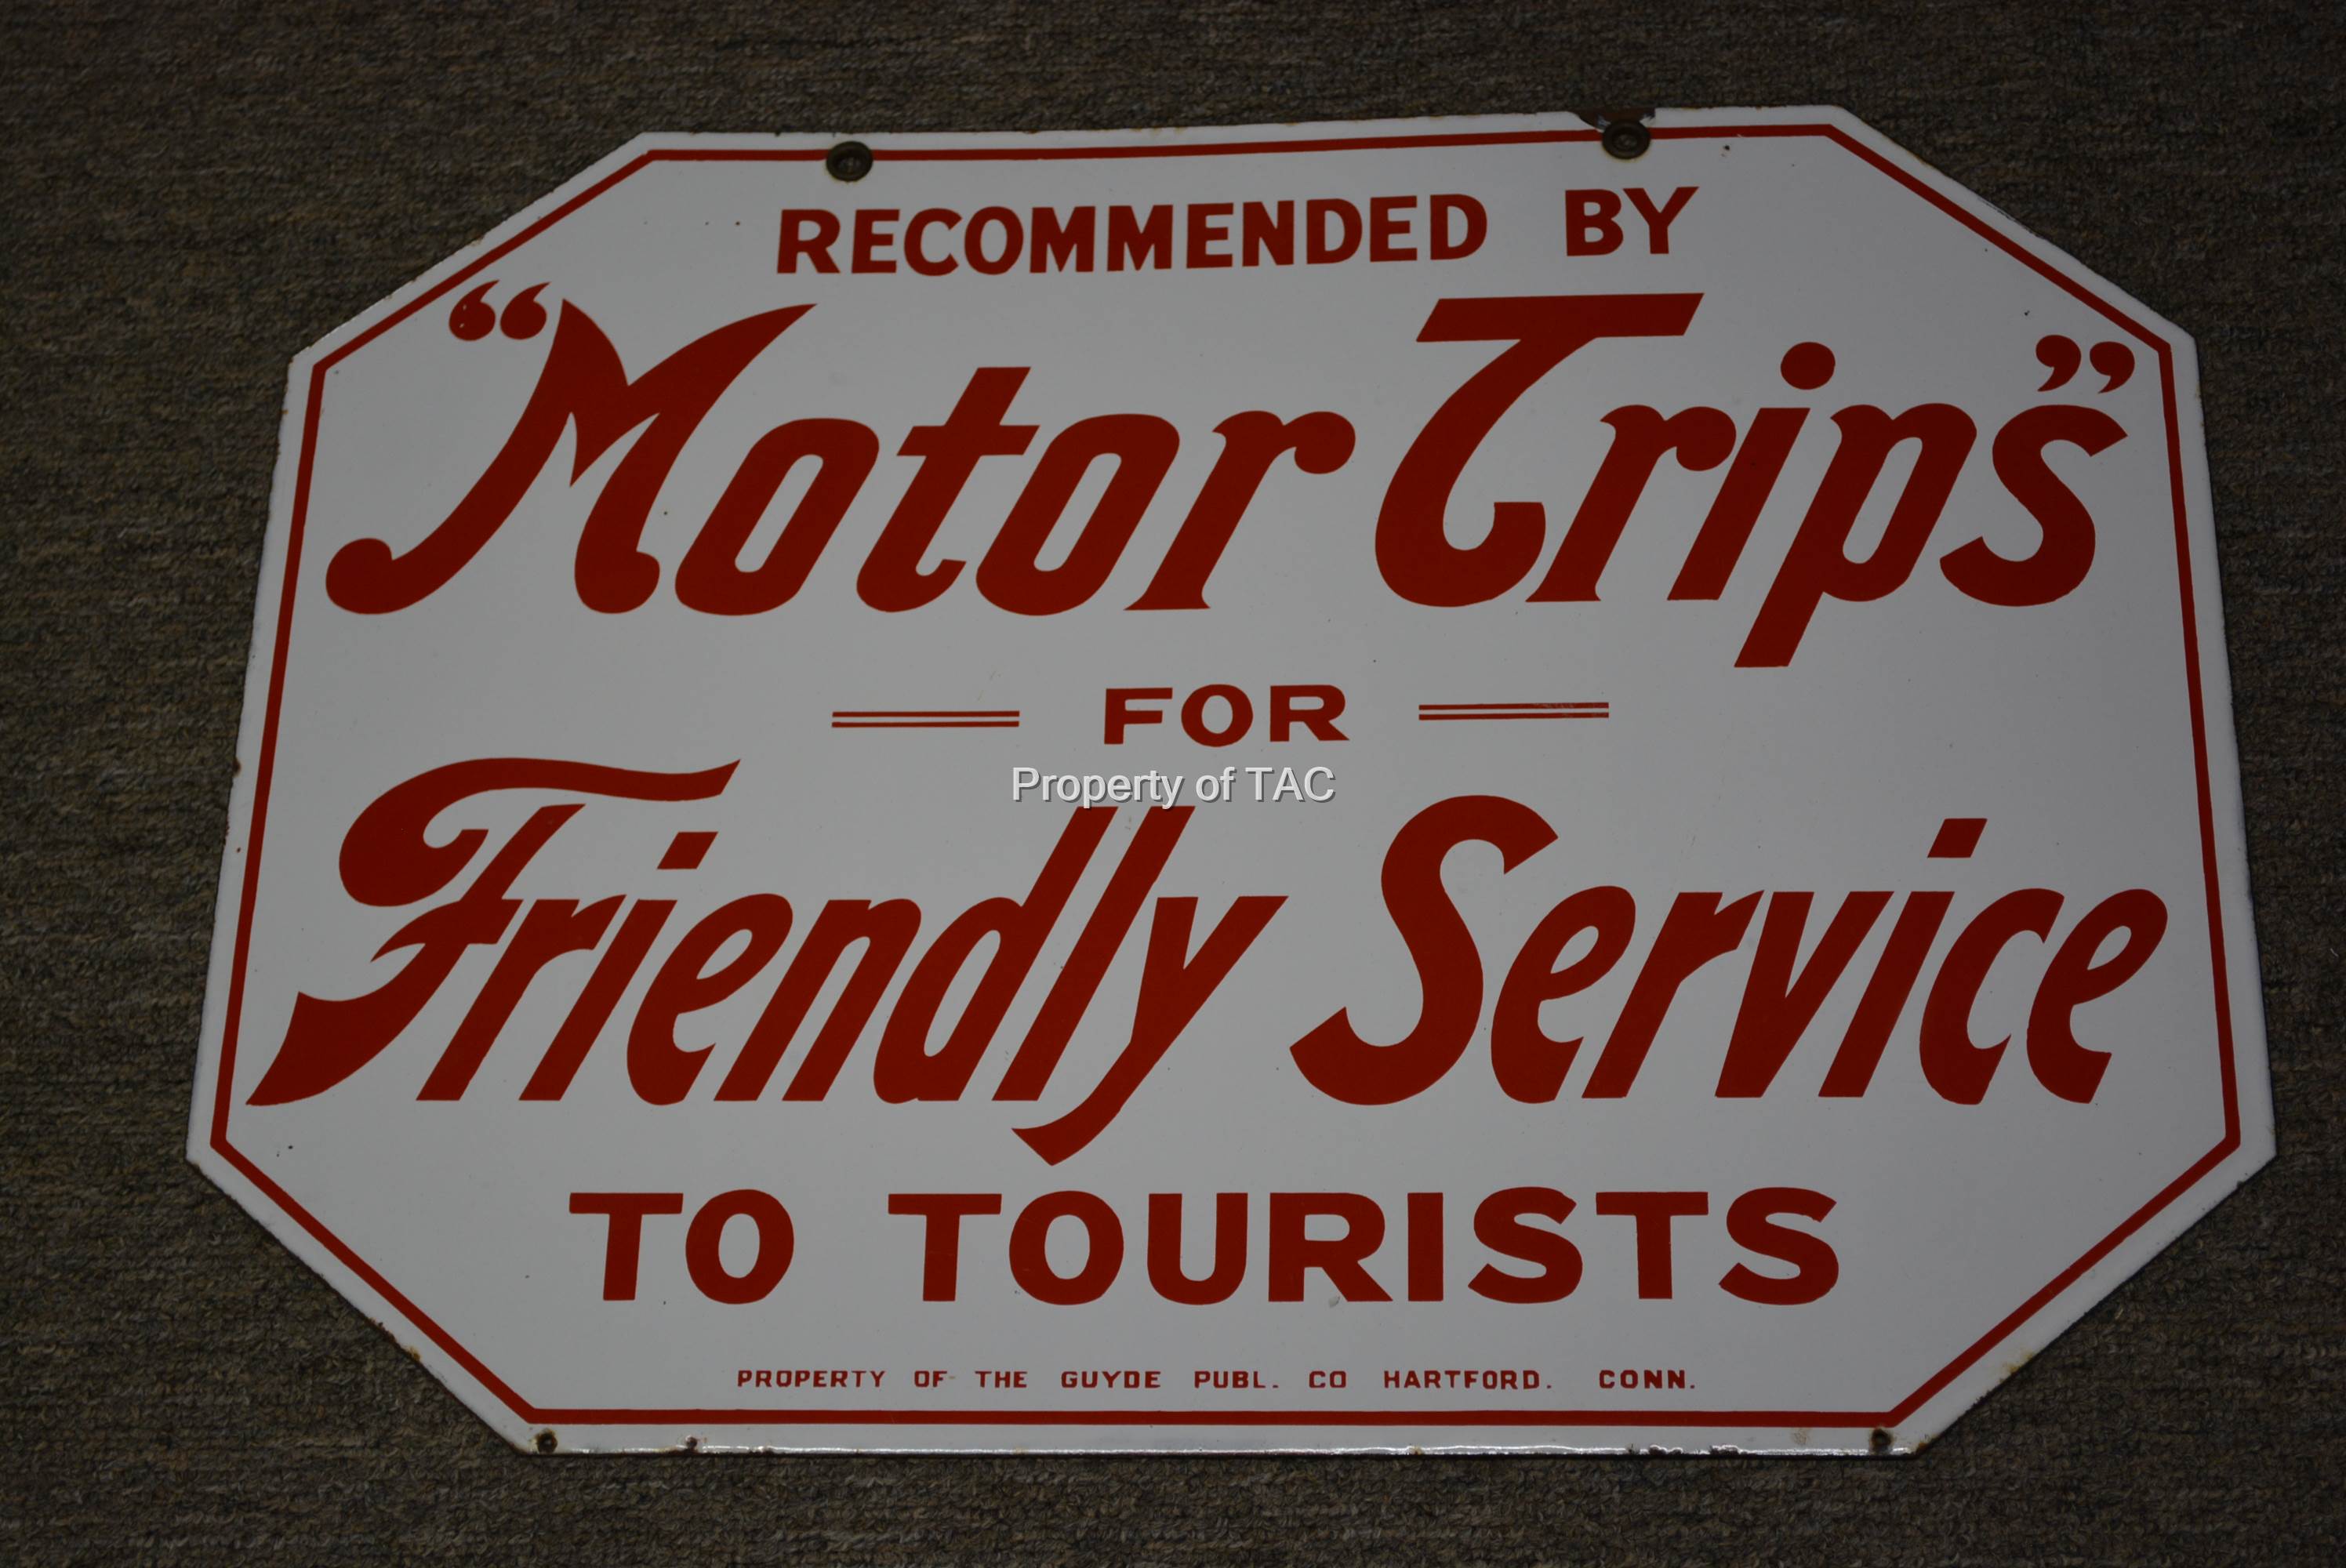 RECOMMENDED BY
“Motor Trips”
FOR
Property of TAC
Friendly Service
TO TOURISTS
PROPERTY OF THE GUYDE PUBL. CO HARTFORD. CONN.